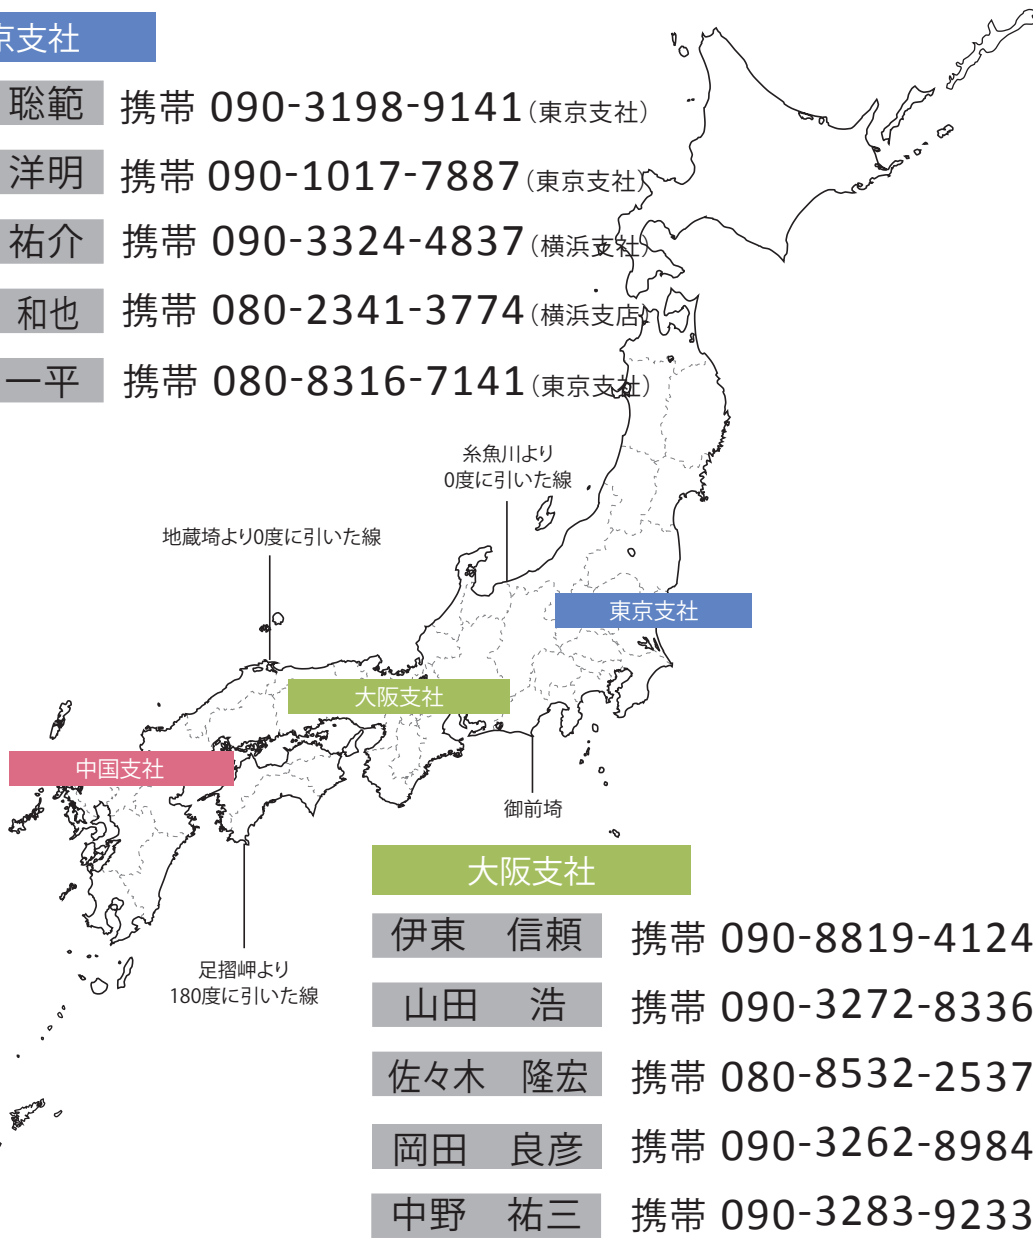 京支社
聡範 携帯 090-3198-9141(東京支社)
洋明 携帯 090-1017-7887(東京支社)
祐介 携帯 090-3324-4837(横浜支社)
和也 携帯 080-2341-3774(横浜支店)
一平 携帯 080-8316-7141(東京支社)
糸魚川より
0度に引いた線
地蔵埼より0度に引いた線
東京支社
大阪支社
中国支社
御前埼
足摺岬より
180度に引いた線
大阪支社
伊東 信頼 携帯 090-8819-4124
山田 浩 携帯 090-3272-8336
佐々木 隆宏 携帯 080-8532-2537
岡田 良彦 携帯 090-3262-8984
中野 祐三 携帯 090-3283-9233